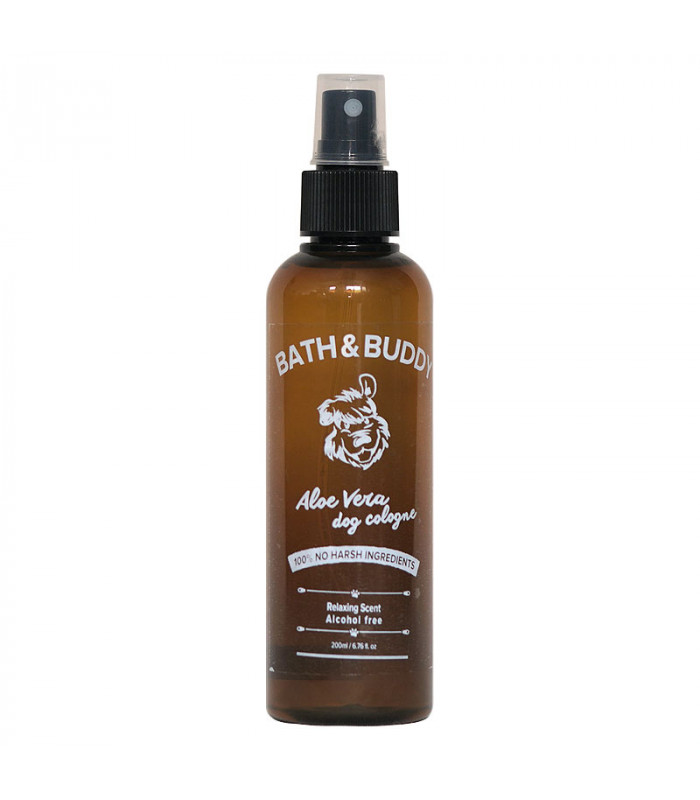 BATH & BUDDY
Aloe Vera
dog cologne
100% NO HARSH INGREDIENTS
Relaxing Scent
Alcohol free
200ml / 6.76 fl. oz